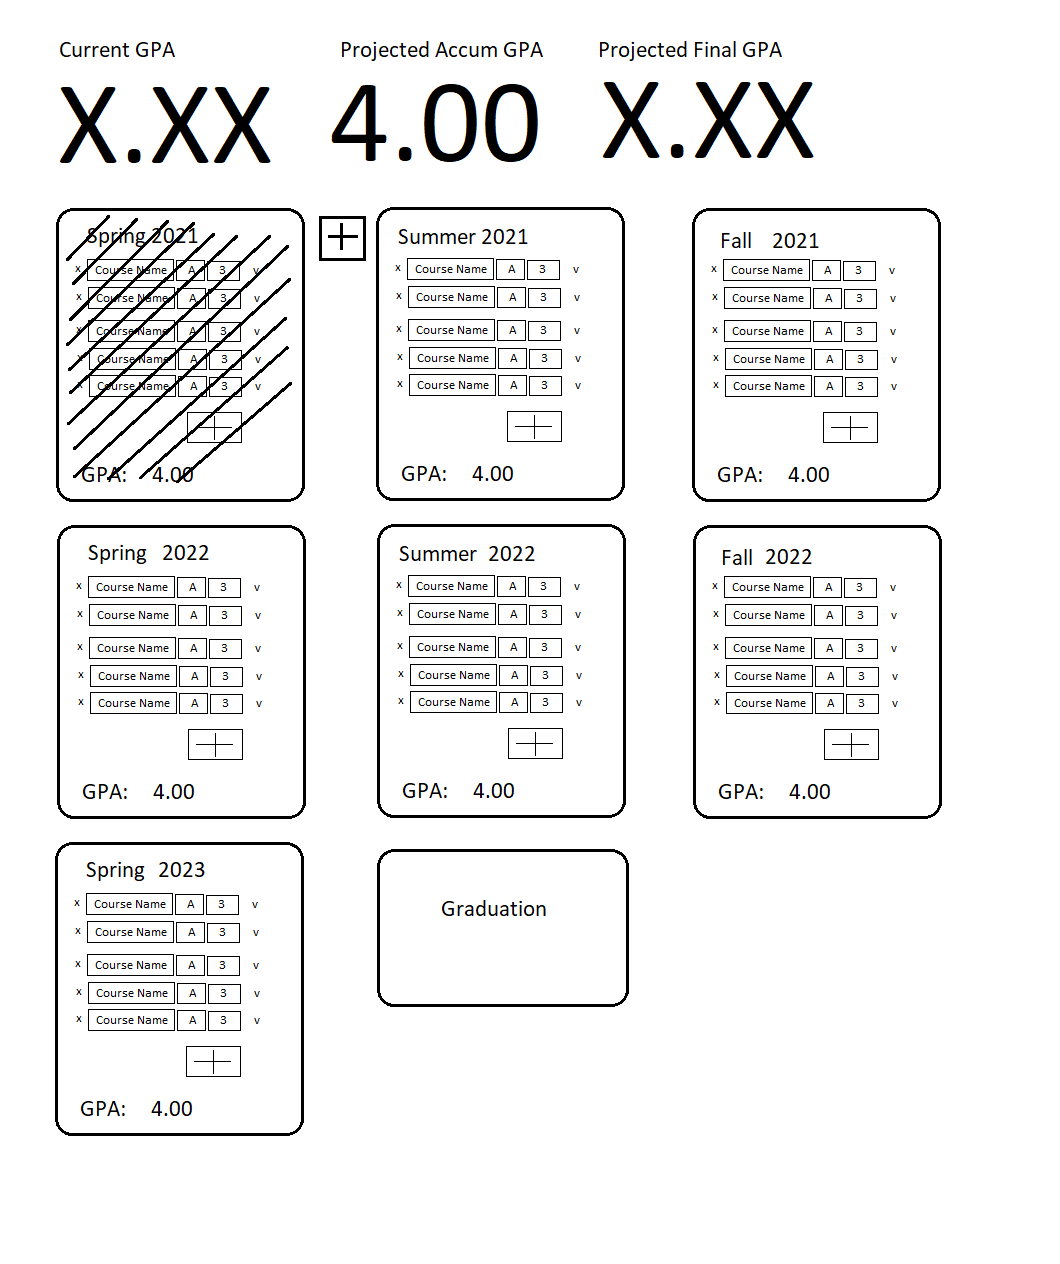 Current GPA
Projected Accum GPA
Projected Final GPA
X.XX
4.00
X.XX
Spring 2021
x Course Name A 3 v
x Course Name A 3 v
x Course Name A 3 v
x Course Name A 3 v
x Course Name A 3 v
GPA: 4.00
Summer 2021
x Course Name A 3 v
x Course Name A 3 v
x Course Name A 3 v
x Course Name A 3 v
x Course Name A 3 v
GPA: 4.00
Fall 2021
x Course Name A 3 v
x Course Name A 3 v
x Course Name A 3 v
x Course Name A 3 v
x Course Name A 3 v
GPA: 4.00
Spring 2022
x Course Name A 3 v
x Course Name A 3 v
x Course Name A 3 v
x Course Name A 3 v
x Course Name A 3 v
GPA: 4.00
Summer 2022
x Course Name A 3 v
x Course Name A 3 v
x Course Name A 3 v
x Course Name A 3 v
x Course Name A 3 v
GPA: 4.00
Fall 2022
x Course Name A 3 v
x Course Name A 3 v
x Course Name A 3 v
x Course Name A 3 v
x Course Name A 3 v
GPA: 4.00
Spring 2023
x Course Name A 3 v
x Course Name A 3 v
x Course Name A 3 v
x Course Name A 3 v
x Course Name A 3 v
GPA: 4.00
Graduation